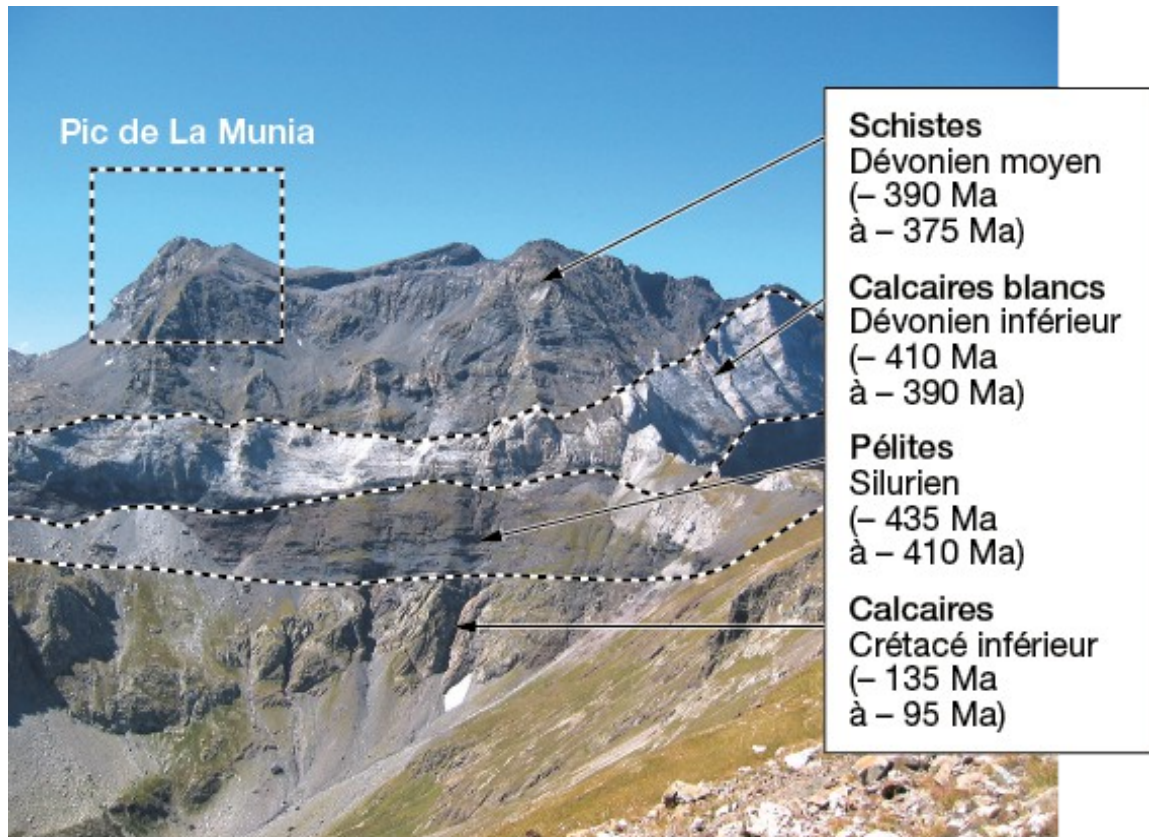 Pic de La Munia
Schistes
Dévonien moyen
(– 390 Ma
à – 375 Ma)
Calcaires blancs
Dévonien inférieur
(– 410 Ma
à – 390 Ma)
Pélites
Silurien
(– 435 Ma
à – 410 Ma)
Calcaires
Crétacé inférieur
(– 135 Ma
à – 95 Ma)